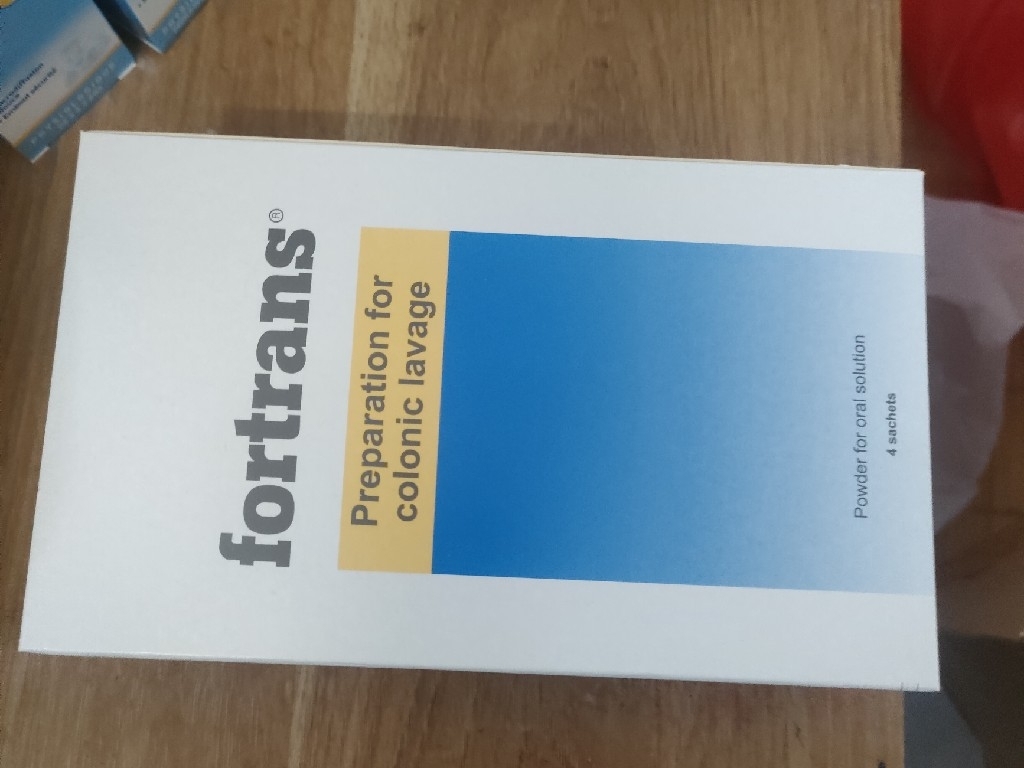 fortrans®
Preparation for
colonic lavage
Powder for oral solution
4 sachets